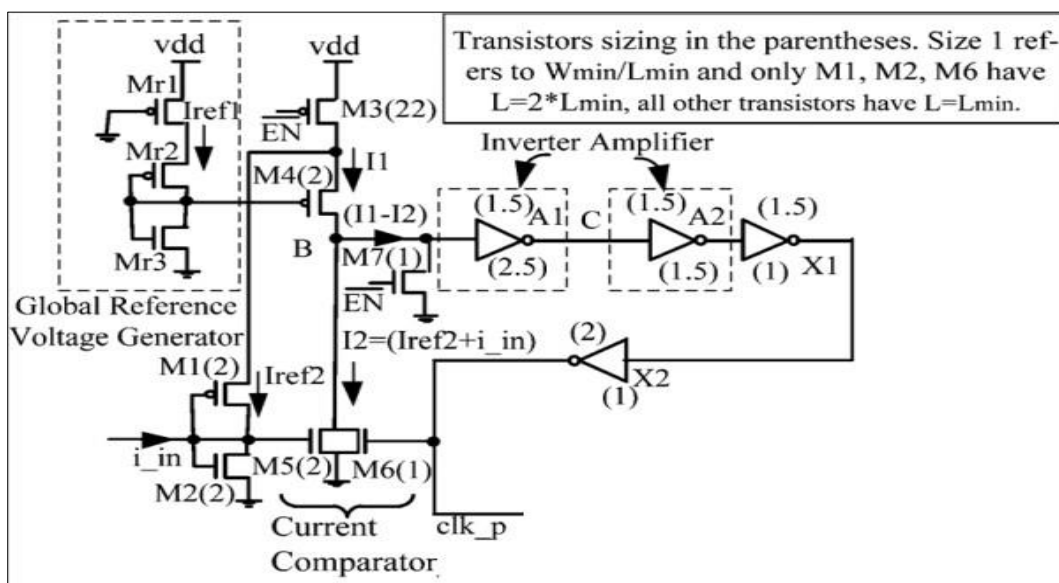 Transistors sizing in the parentheses. Size 1 ref-
ers to Wmin/Lmin and only M1, M2, M6 have
L=2*Lmin, all other transistors have L=Lmin.
vdd
Mr1
Iref1
Mr2
Mr3
Global Reference
Voltage Generator
vdd
M3(22)
EN
I1
M4(2)
(I1-I2)
B
M7(1)
EN
Inverter Amplifier
(1.5)
A1
(2.5)
C
(1.5)
A2
(1.5)
(1.5)
(1)
X1
I2=(Iref2+i_in)
(2)
X2
(1)
M1(2)
Iref2
i_in
M2(2)
M5(2)
M6(1)
Current
Comparator
clk_p